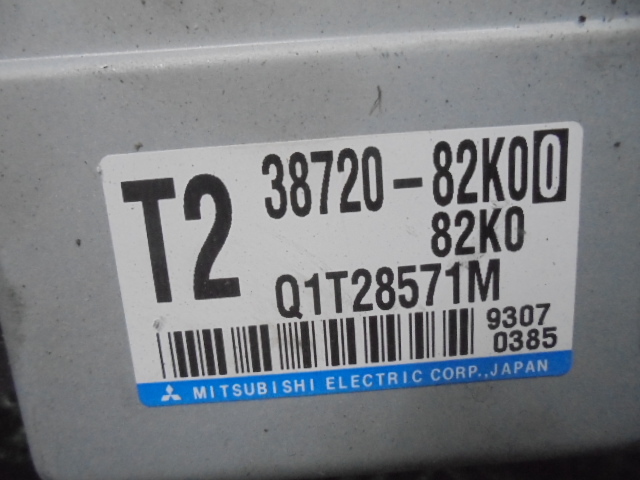 T2
38720-82K00
82K0
Q1T28571M
9307
0385
MITSUBISHI ELECTRIC CORP.,JAPAN